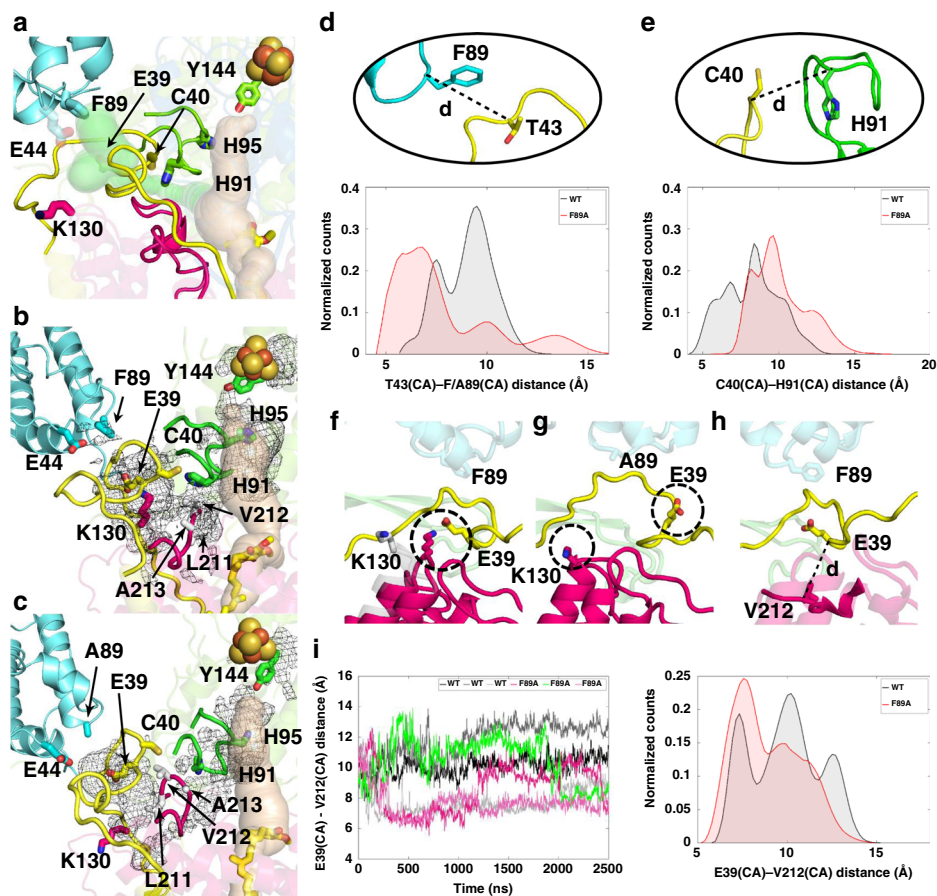 a
Y144
E39
F89
C40
E44
H95
H91
K130
b
F89
Y144
E39
C40
H95
E44
H91
V212
K130
L211
A213
c
A89
Y144
E39
C40
H95
E44
H91
A213
V212
K130
L211
d
F89
d
T43
0.4
WT
F89A
0.3
Normalized counts
0.2
0.1
0
5 10 15
T43(CA)–F/A89(CA) distance (Å)
e
C40
d
H91
0.4
WT
F89A
0.3
Normalized counts
0.2
0.1
0
4 5 10 15 20
C40(CA)–H91(CA) distance (Å)
f
F89
K130
E39
g
A89
E39
K130
h
F89
E39
d
V212
i
WT WT WT F89A F89A F89A
16
14
12
10
8
6
4
E39(CA) - V212(CA) distance (Å)
0 500 1000 1500 2000 2500
Time (ns)
0.25
WT
F89A
0.2
0.15
Normalized counts
0.1
0.05
0
5 10 15
E39(CA)–V212(CA) distance (Å)